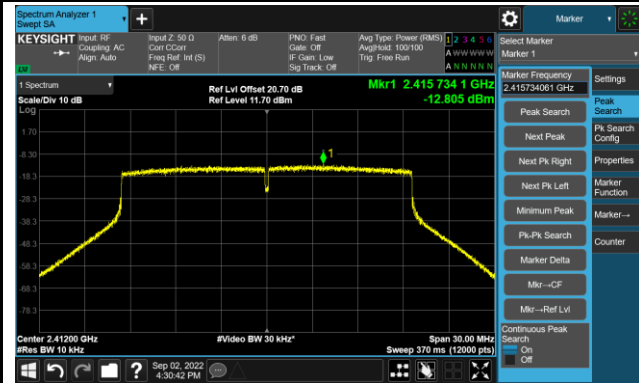 Spectrum Analyzer 1
Swept SA
+
Marker
KEYSIGHT
Input: RF
Coupling: AC
Align: Auto
Input Z: 50 Ω
Corr CCorr
Freq Ref: Int (S)
NFE: Off
Atten: 6 dB
PNO: Fast
Gate: Off
IF Gain: Low
Sig Track: Off
Avg Type: Power (RMS)
Avg|Hold: 100/100
Trig: Free Run
1 2 3 4 5 6
A W W W W W
A N N N N N
LXI
Select Marker
Marker 1
1 Spectrum
Scale/Div 10 dB
Log
Ref Lvl Offset 20.70 dB
Ref Level 11.70 dBm
Mkr1 2.415 734 1 GHz
-12.805 dBm
1.70
-8.30
-18.3
-28.3
-38.3
-48.3
-58.3
-68.3
-78.3
1
Center 2.41200 GHz
#Res BW 10 kHz
#Video BW 30 kHz*
Span 30.00 MHz
Sweep 370 ms (12000 pts)
Marker Frequency
2.415734061 GHz
Peak Search
Next Peak
Next Pk Right
Next Pk Left
Minimum Peak
Pk-Pk Search
Marker Delta
Mkr→CF
Mkr→Ref Lvl
Continuous Peak
Search
On
Off
Settings
Peak
Search
Pk Search
Config
Properties
Marker
Function
Marker→
Counter
?
Sep 02, 2022
4:30:42 PM